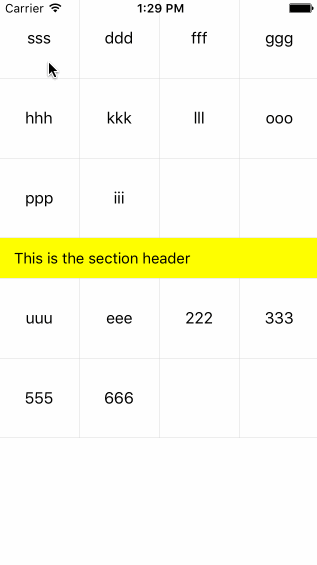 Carrier 1:29 PM
sss ddd fff ggg
hhh kkk lll ooo
ppp iii
This is the section header
uuu eee 222 333
555 666